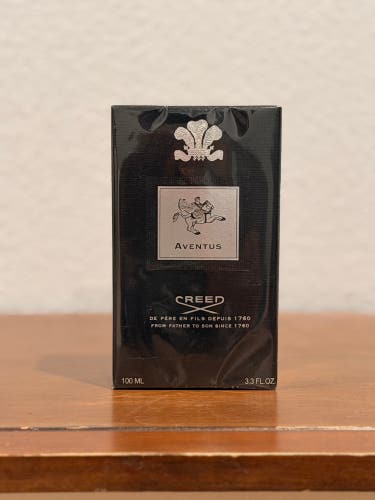 AVENTUS
CREED
DE PÈRE EN FILS DEPUIS 1760
FROM FATHER TO SON SINCE 1760
100 ML 3.3 FL.OZ.